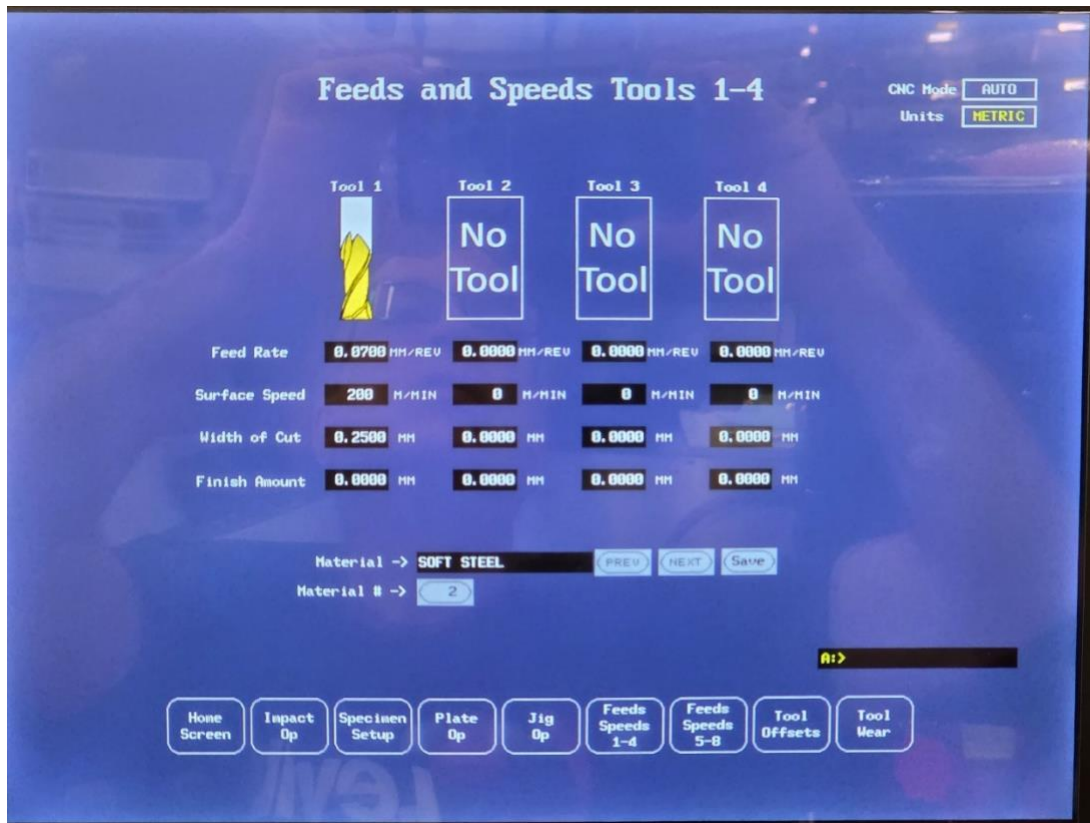 Feeds and Speeds Tools 1-4
CNC Mode AUTO
Units METRIC
Tool 1 Tool 2 Tool 3 Tool 4
No Tool No Tool No Tool
Feed Rate 0.0700 MM/REV 0.0000 MM/REV 0.0000 MM/REV 0.0000 MM/REV
Surface Speed 200 M/MIN 0 M/MIN 0 M/MIN 0 M/MIN
Width of Cut 0.2500 MM 0.0000 MM 0.0000 MM 0.0000 MM
Finish Amount 0.0000 MM 0.0000 MM 0.0000 MM 0.0000 MM
Material -> SOFT STEEL PREV NEXT Save
Material # -> 2
A:>
Home Screen Impact Op Specimen Setup Plate Op Jig Op Feeds Speeds 1-4 Feeds Speeds 5-8 Tool Offsets Tool Wear